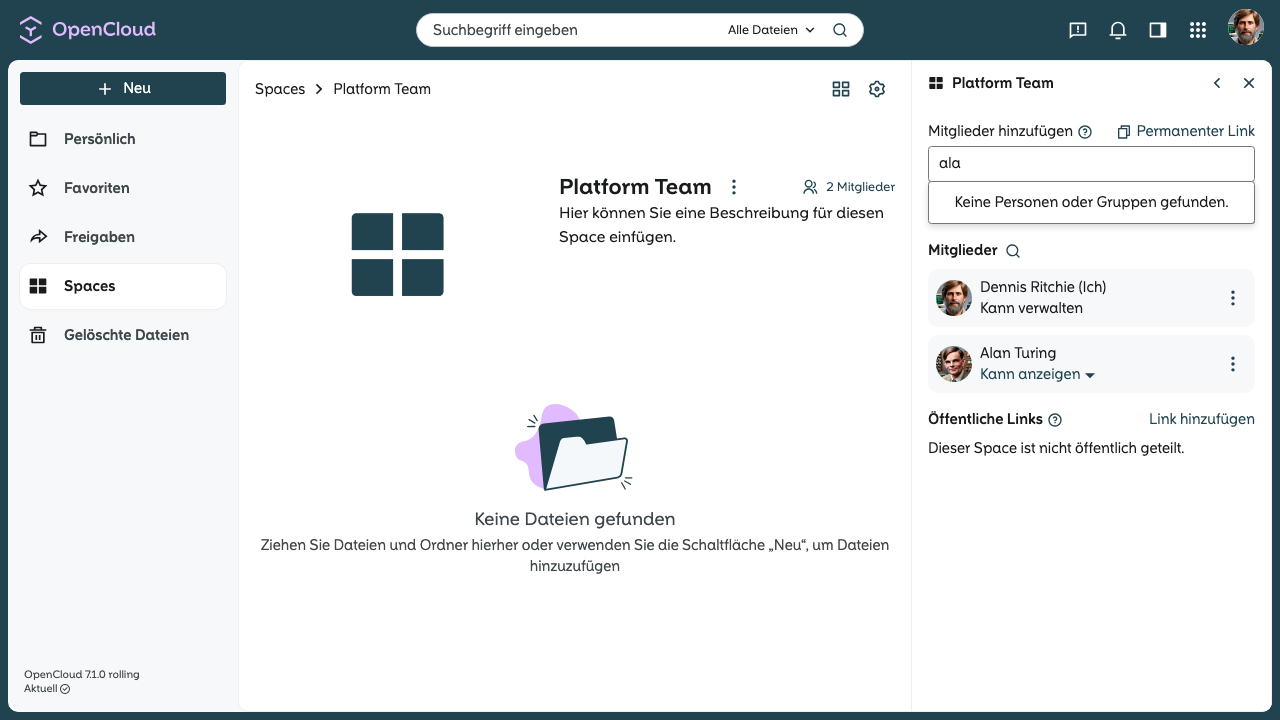 OpenCloud
Suchbegriff eingeben
Alle Dateien
Neu
Persönlich
Favoriten
Freigaben
Spaces
Gelöschte Dateien
OpenCloud 7.1.0 rolling
Aktuell
Spaces
Platform Team
Platform Team
2 Mitglieder
Hier können Sie eine Beschreibung für diesen
Space einfügen.
Keine Dateien gefunden
Ziehen Sie Dateien und Ordner hierher oder verwenden Sie die Schaltfläche „Neu“, um Dateien
hinzuzufügen
Platform Team
Mitglieder hinzufügen
Permanenter Link
ala
Keine Personen oder Gruppen gefunden.
Mitglieder
Dennis Ritchie (Ich)
Kann verwalten
Alan Turing
Kann anzeigen
Öffentliche Links
Link hinzufügen
Dieser Space ist nicht öffentlich geteilt.